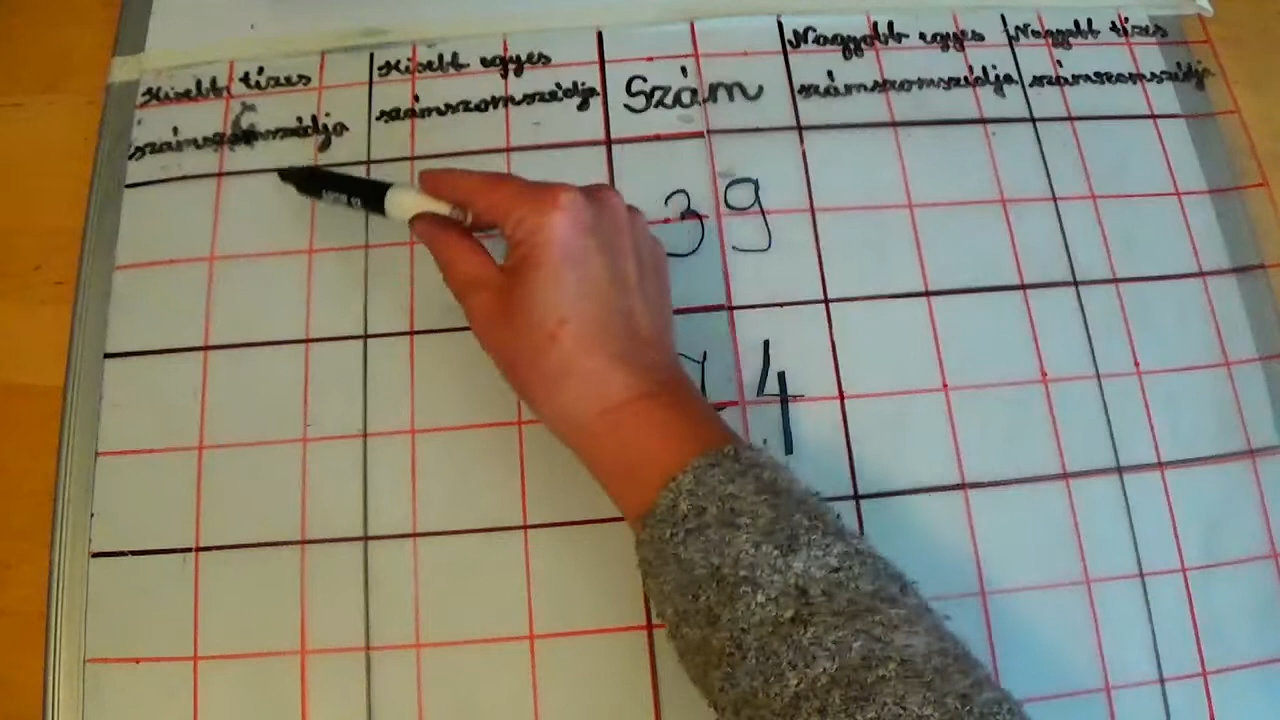 Kisebb tízes
számszomszédja
Kisebb egyes
számszomszédja
Szám
Nagyobb egyes
számszomszédja
Nagyobb tízes
számszomszédja
39
4